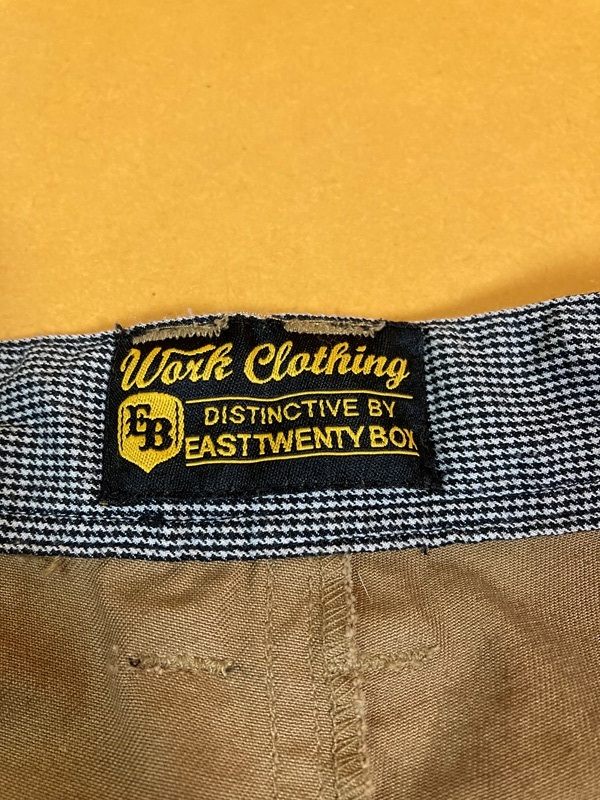 Work Clothing
EB
DISTINCTIVE BY
EASTTWENTY BOX